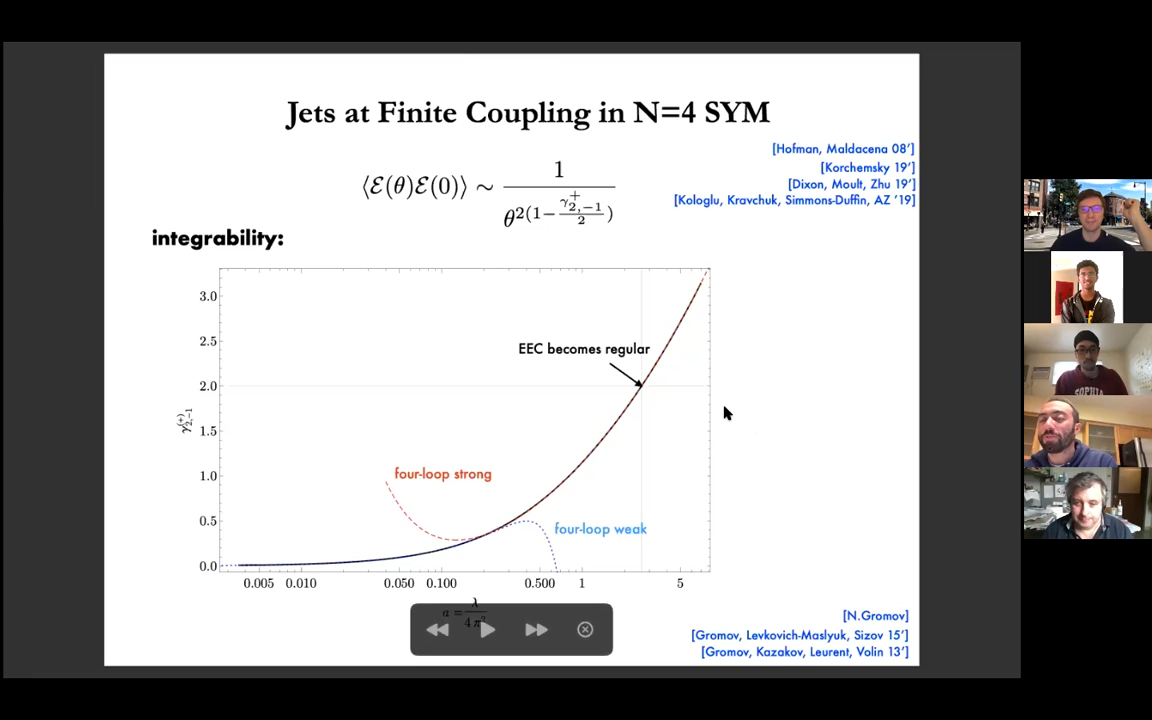 Jets at Finite Coupling in N=4 SYM
[Hofman, Maldacena 08']
[Korchemsky 19']
[Dixon, Moult, Zhu 19']
[Kologlu, Kravchuk, Simmons-Duffin, AZ '19]
⟨ℰ(θ)ℰ(0)⟩ ∼ 1 / θ^{2(1−γ^+_{2,−1}/2)}
integrability:
3.0
2.5
2.0
1.5
1.0
0.5
0.0
γ^{(+)}_{2,−1}
EEC becomes regular
four-loop strong
four-loop weak
0.005 0.010 0.050 0.100 0.500 1 5
a = λ / 4π²
[N.Gromov]
[Gromov, Levkovich-Maslyuk, Sizov 15']
[Gromov, Kazakov, Leurent, Volin 13']